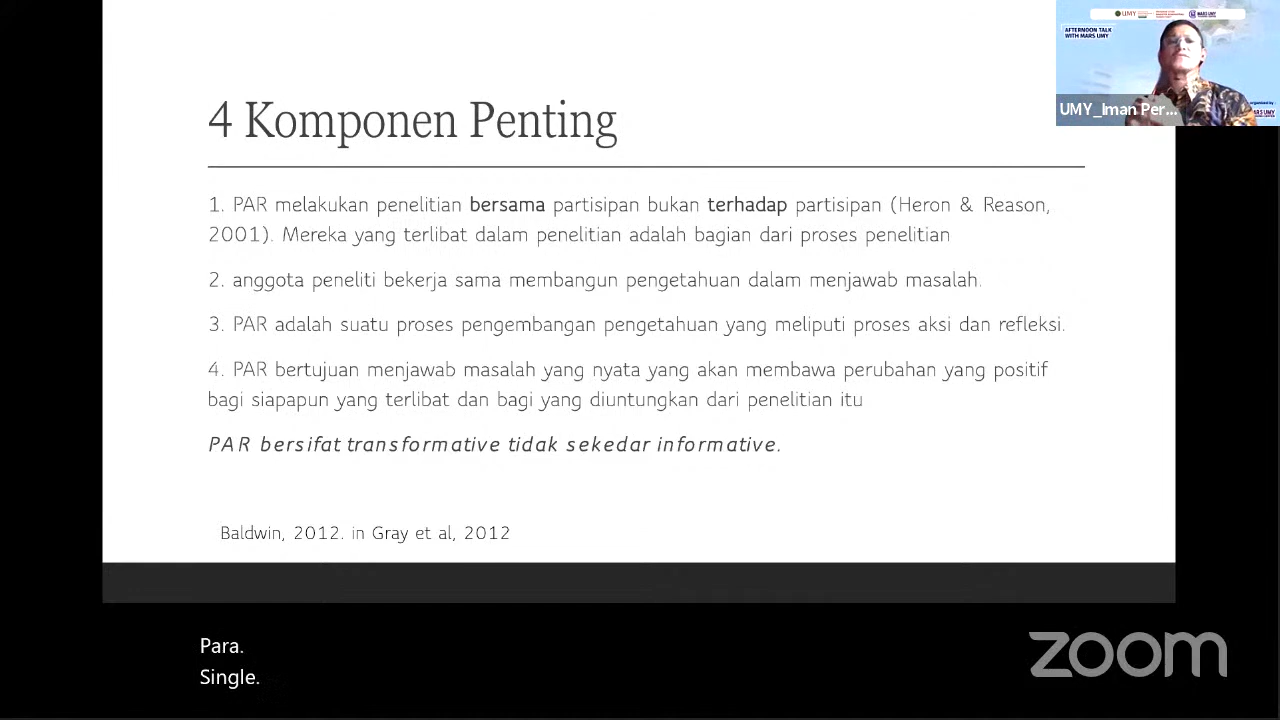 UMY
MARS UMY
AFTERNOON TALK
WITH MARS UMY
UMY_Iman Per...
4 Komponen Penting
1. PAR melakukan penelitian bersama partisipan bukan terhadap partisipan (Heron & Reason,
2001). Mereka yang terlibat dalam penelitian adalah bagian dari proses penelitian
2. anggota peneliti bekerja sama membangun pengetahuan dalam menjawab masalah.
3. PAR adalah suatu proses pengembangan pengetahuan yang meliputi proses aksi dan refleksi.
4. PAR bertujuan menjawab masalah yang nyata yang akan membawa perubahan yang positif
bagi siapapun yang terlibat dan bagi yang diuntungkan dari penelitian itu
PAR bersifat transformative tidak sekedar informative.
Baldwin, 2012. in Gray et al, 2012
Para.
Single.
zoom